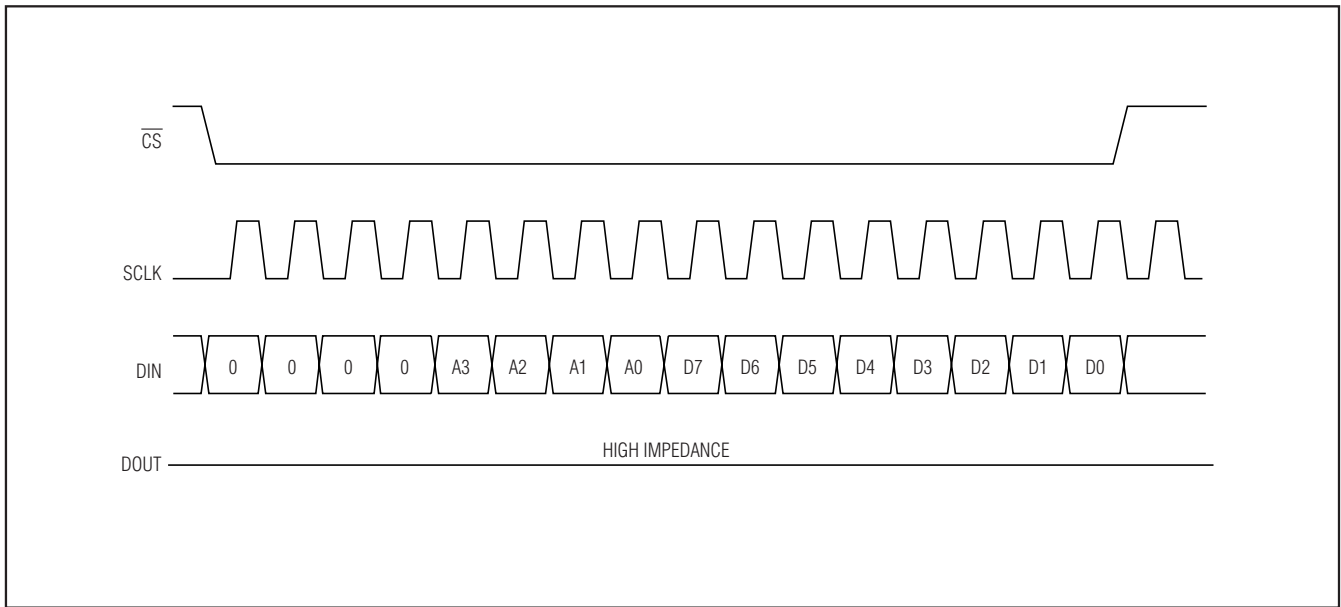 C̅S̅
SCLK
DIN 0 0 0 0 A3 A2 A1 A0 D7 D6 D5 D4 D3 D2 D1 D0
HIGH IMPEDANCE
DOUT